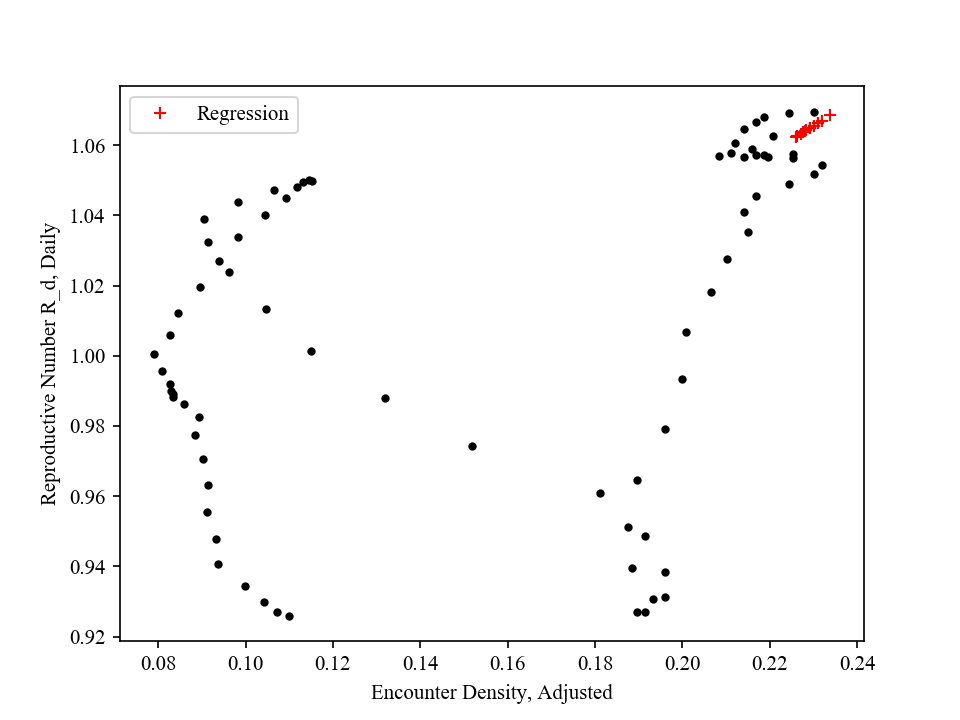 Regression
1.06
1.04
1.02
1.00
0.98
0.96
0.94
0.92
Reproductive Number R_d, Daily
0.08 0.10 0.12 0.14 0.16 0.18 0.20 0.22 0.24
Encounter Density, Adjusted